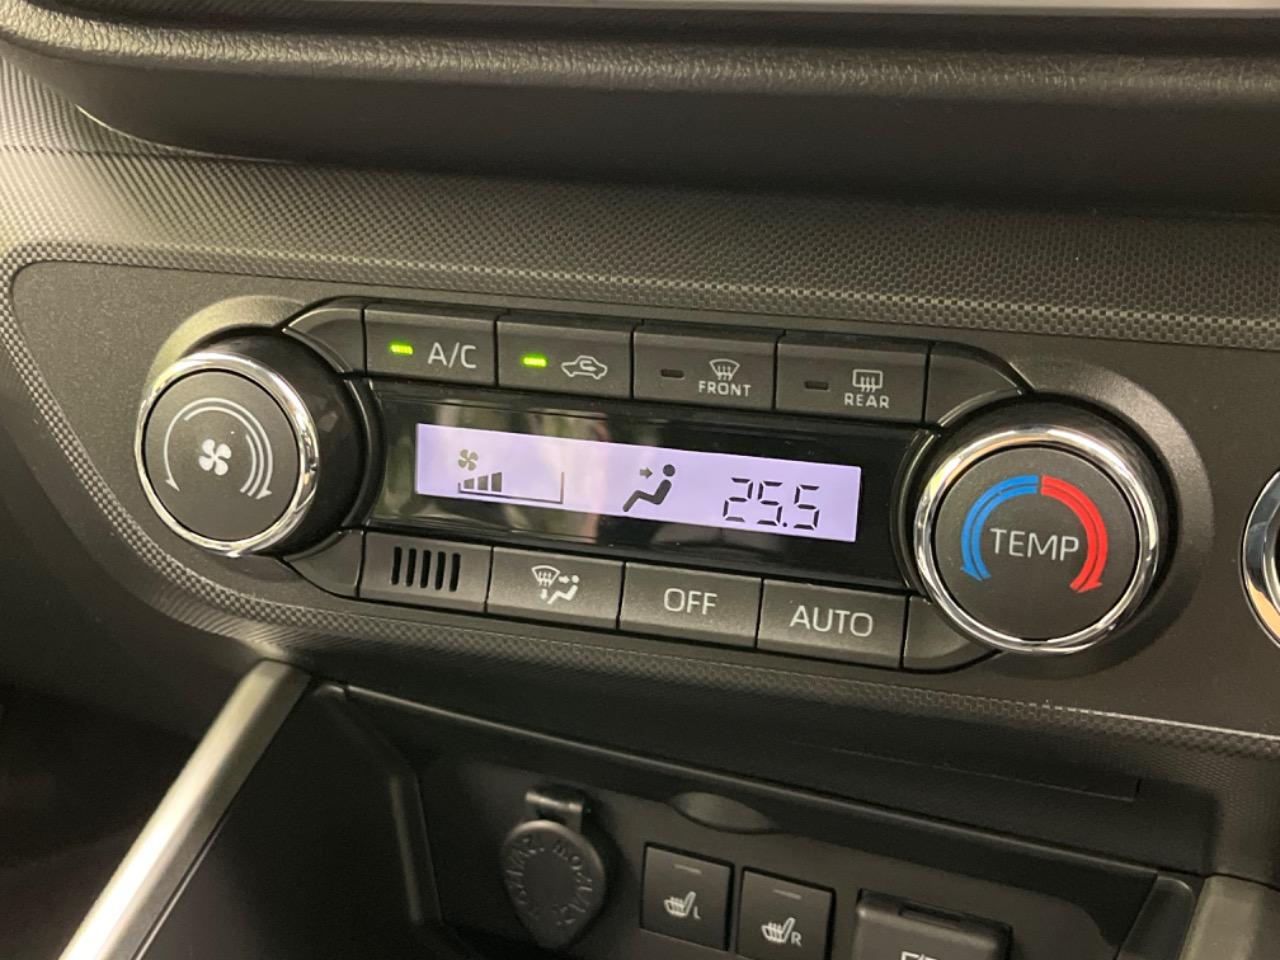 A/C
FRONT
REAR
25.5
TEMP
OFF
AUTO
L
R